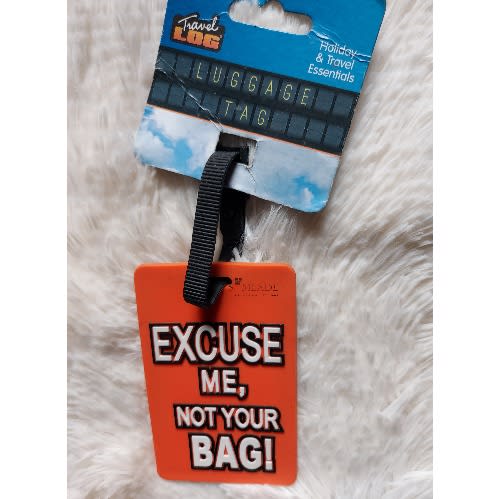 Travel
LOG
Holiday
& Travel
Essentials
LUGGAGE
TAG
EXCUSE
ME,
NOT YOUR
BAG!